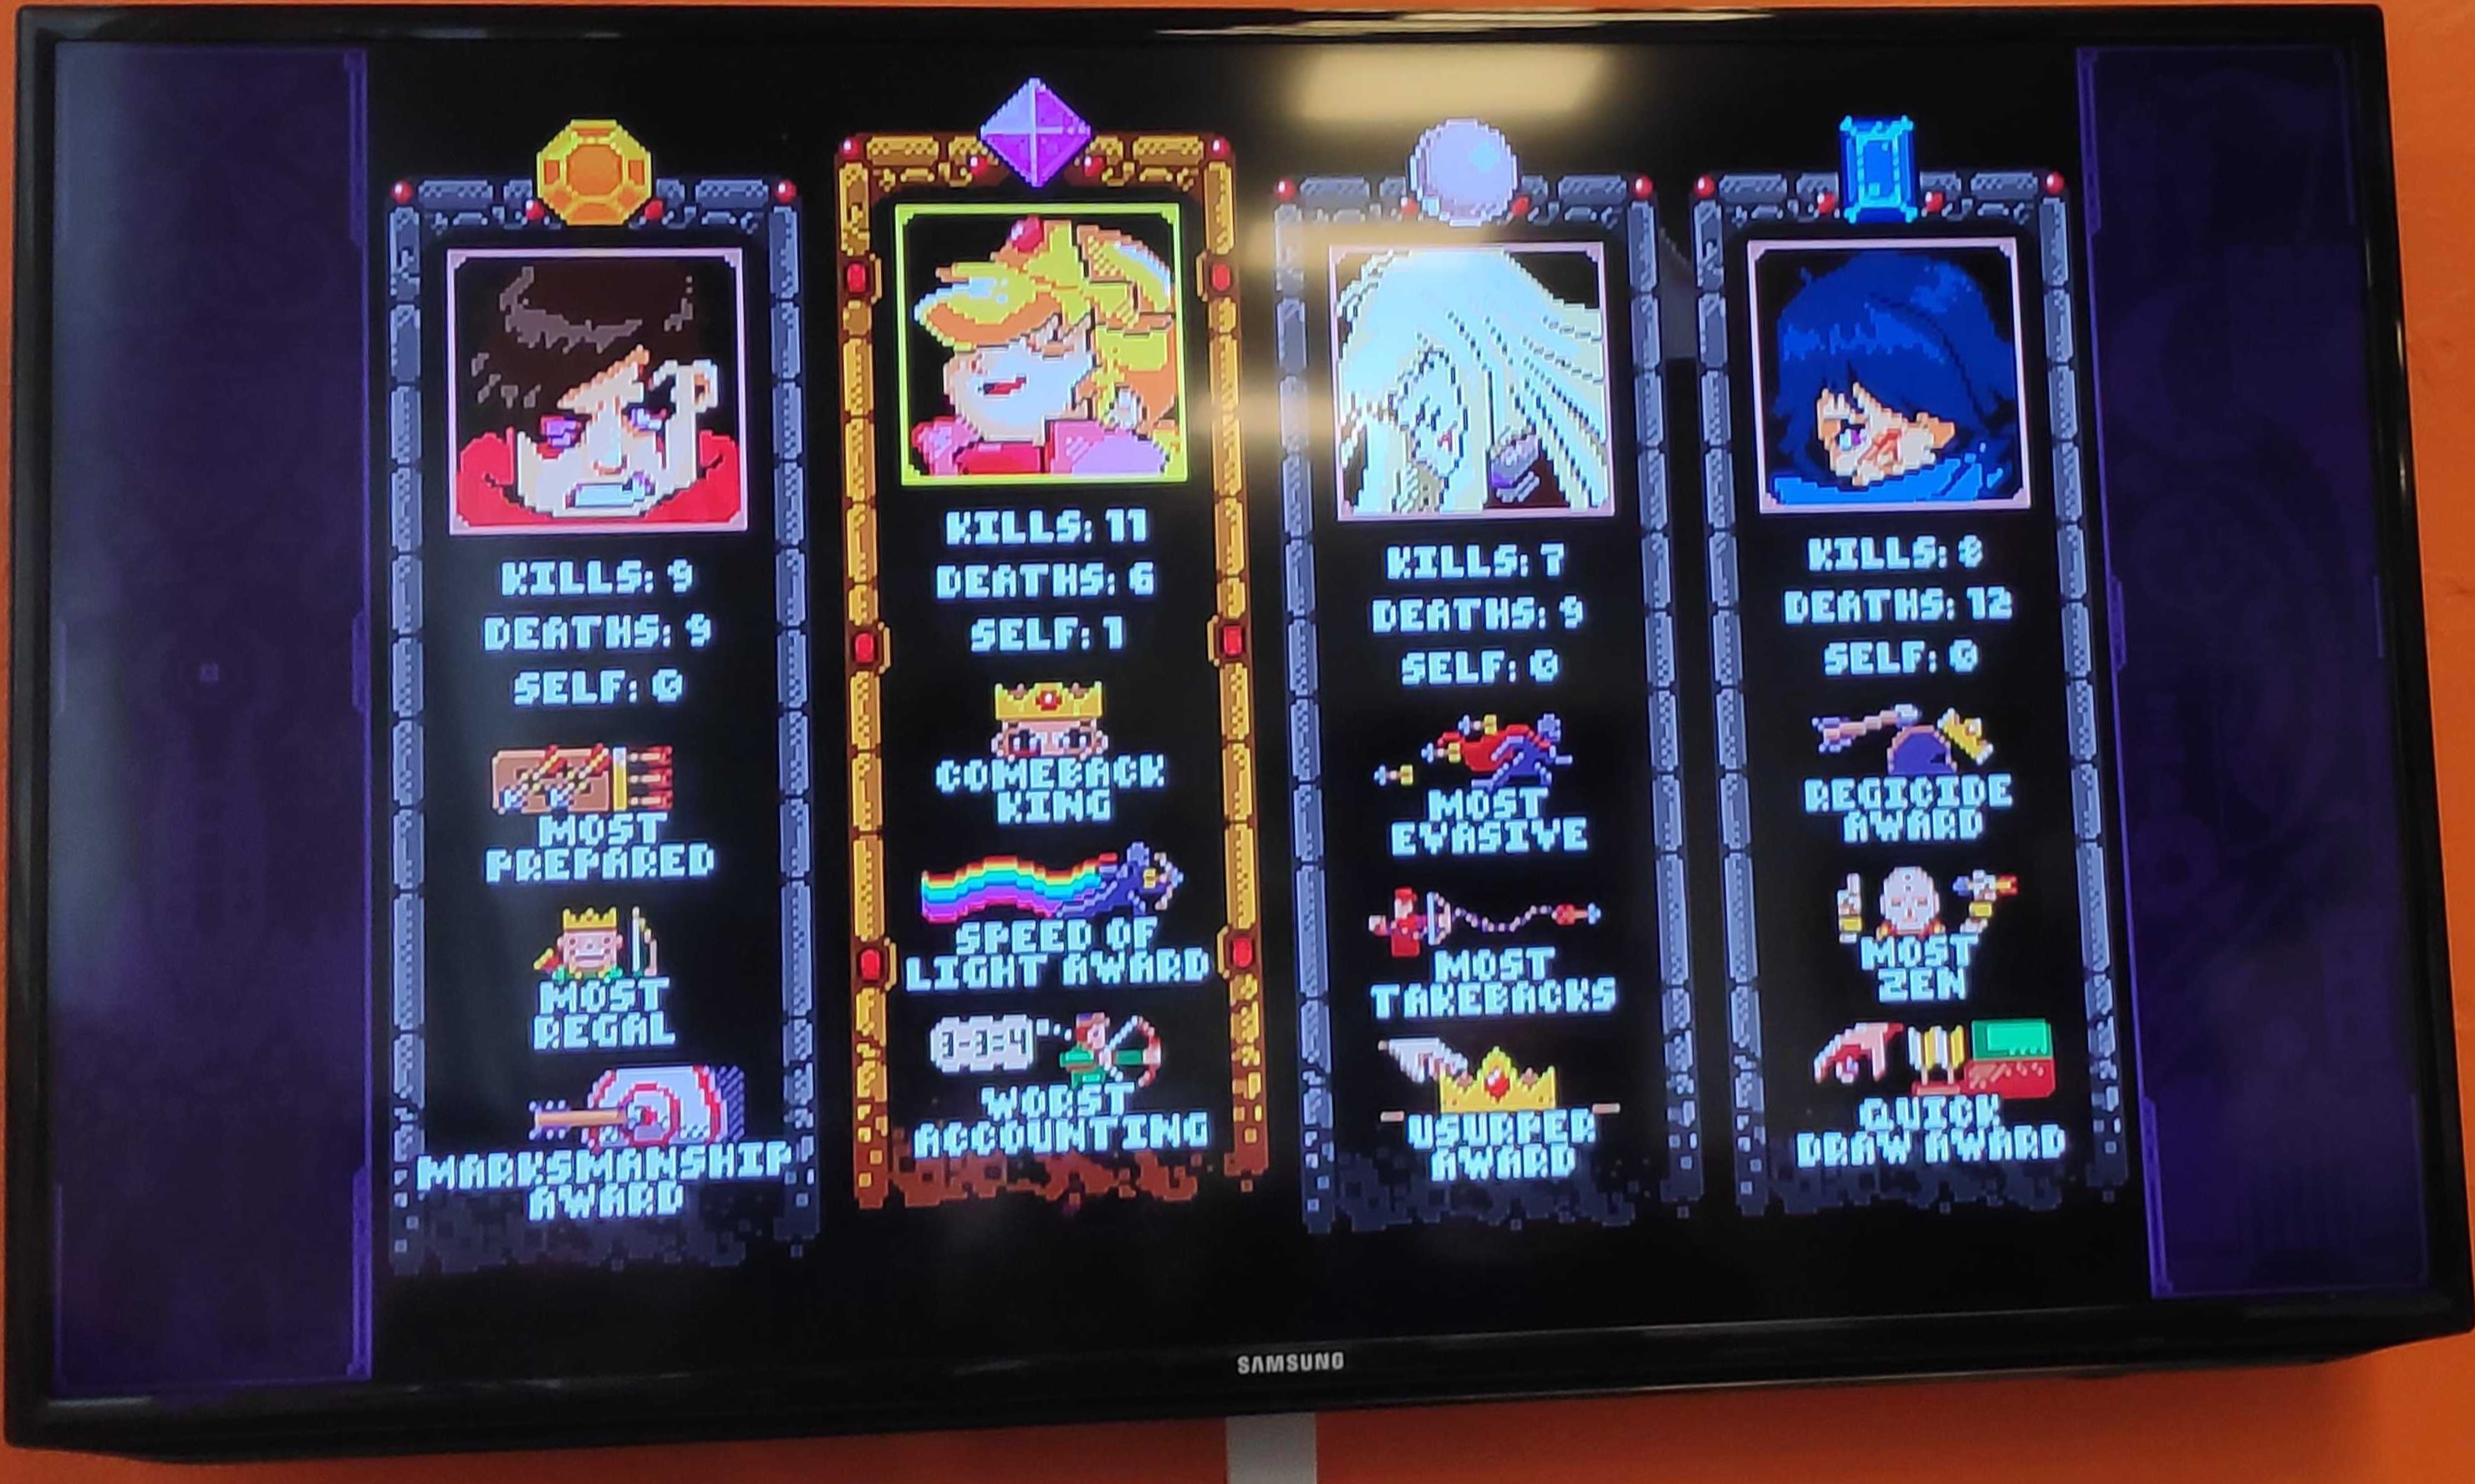 KILLS: 9
DEATHS: 9
SELF: 0
MOST
PREPARED
MOST
REGAL
MARKSMANSHIP
AWARD
KILLS: 11
DEATHS: 6
SELF: 1
COMEBACK
KING
SPEED OF
LIGHT AWARD
3-3=4
WORST
ACCOUNTING
KILLS: 7
DEATHS: 9
SELF: 0
MOST
EVASIVE
MOST
TAKEBACKS
USURPER
AWARD
KILLS: 8
DEATHS: 12
SELF: 0
REGICIDE
AWARD
MOST
ZEN
QUICK
DRAW AWARD
SAMSUNG